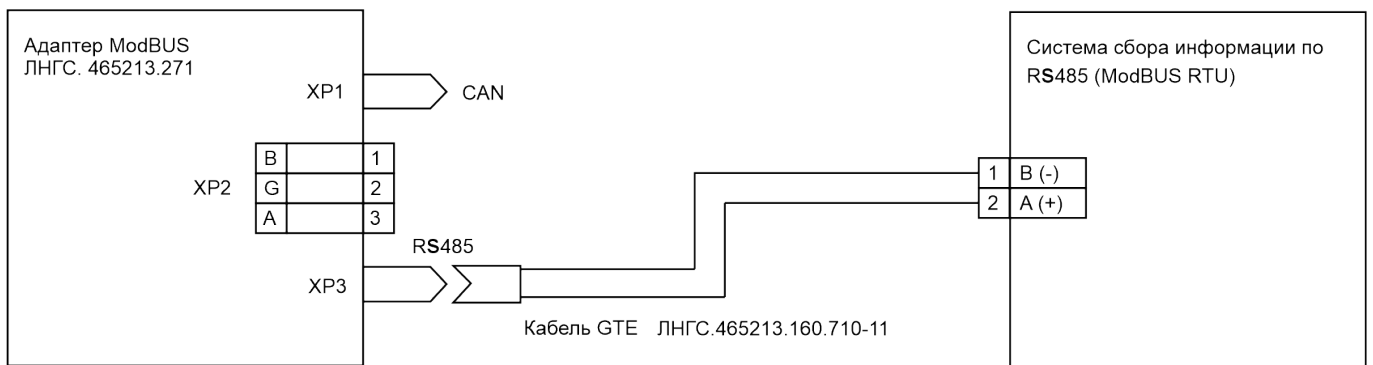 Адаптер ModBUS
ЛНГС. 465213.271
XP1
CAN
XP2
B 1
G 2
A 3
RS485
XP3
Кабель GTE ЛНГС.465213.160.710-11
Система сбора информации по
RS485 (ModBUS RTU)
1 B (-)
2 A (+)